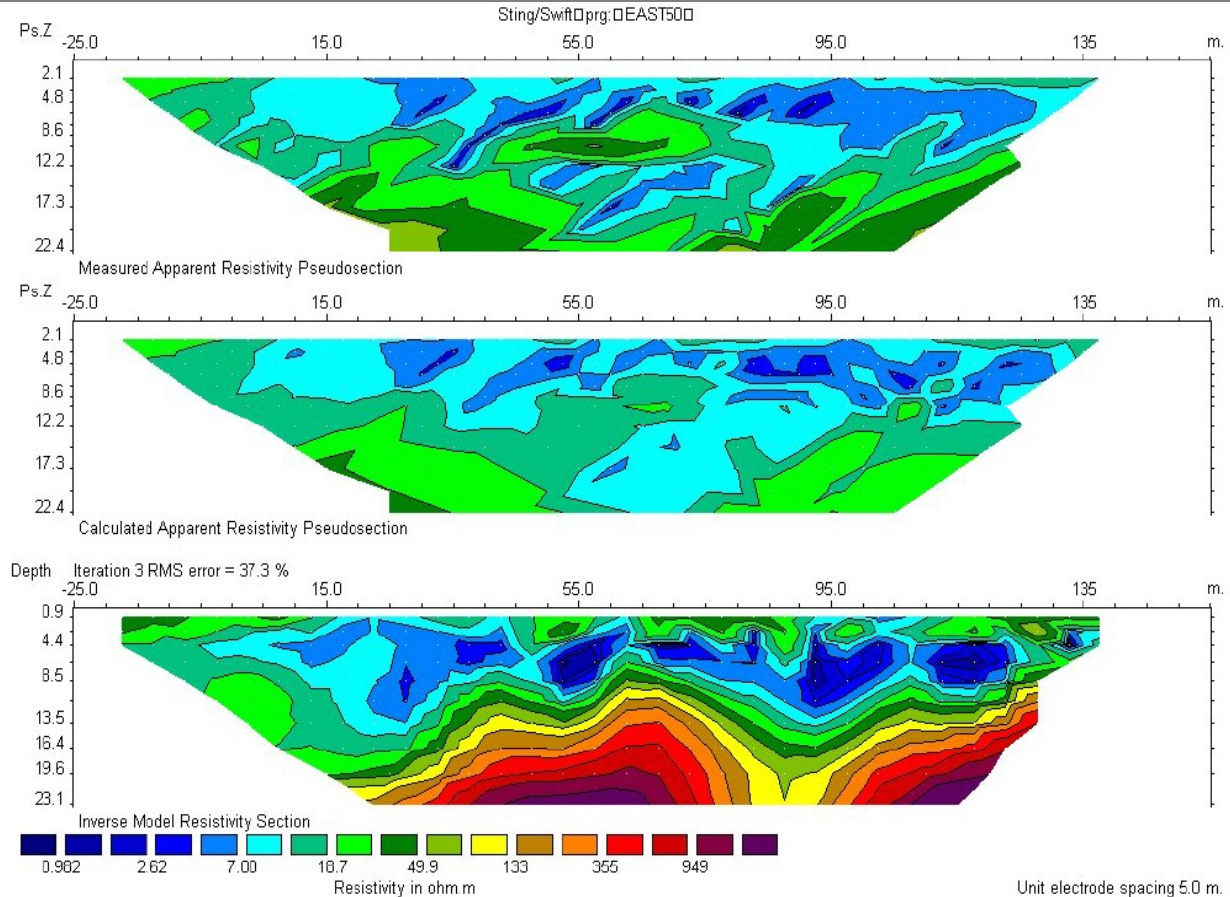 Sting/Swift□prg:□EAST50□
Ps.Z
-25.0 15.0 55.0 95.0 135 m.
2.1
4.8
8.6
12.2
17.3
22.4
Measured Apparent Resistivity Pseudosection
Ps.Z
-25.0 15.0 55.0 95.0 135 m.
2.1
4.8
8.6
12.2
17.3
22.4
Calculated Apparent Resistivity Pseudosection
Depth Iteration 3 RMS error = 37.3 %
-25.0 15.0 55.0 95.0 135 m.
0.9
4.4
8.5
13.5
16.4
19.6
23.1
Inverse Model Resistivity Section
0.982 2.62 7.00 18.7 49.9 133 355 949
Resistivity in ohm.m
Unit electrode spacing 5.0 m.